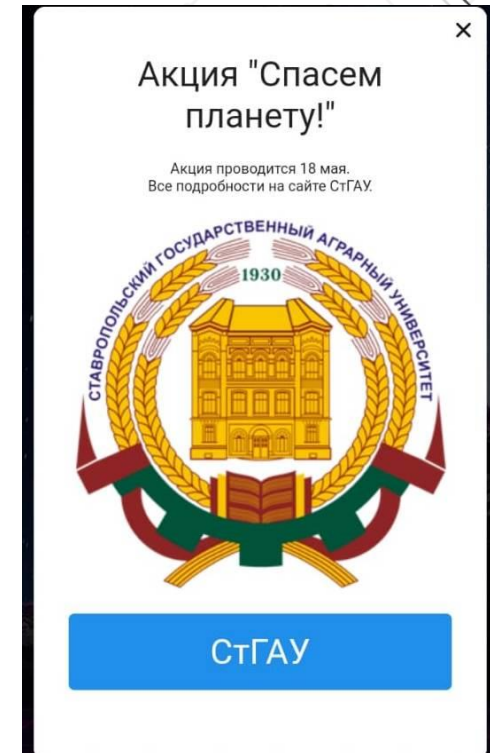 Акция "Спасем
планету!"
Акция проводится 18 мая.
Все подробности на сайте СтГАУ.
СТАВРОПОЛЬСКИЙ ГОСУДАРСТВЕННЫЙ АГРАРНЫЙ УНИВЕРСИТЕТ
1930
СтГАУ